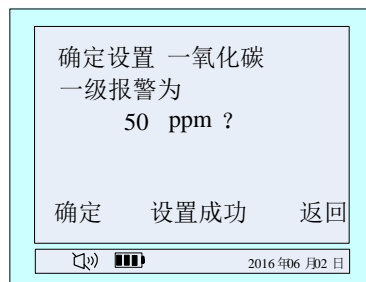 确定设置 一氧化碳
一级报警为
50 ppm ?
确定 设置成功 返回
2016年06月02日